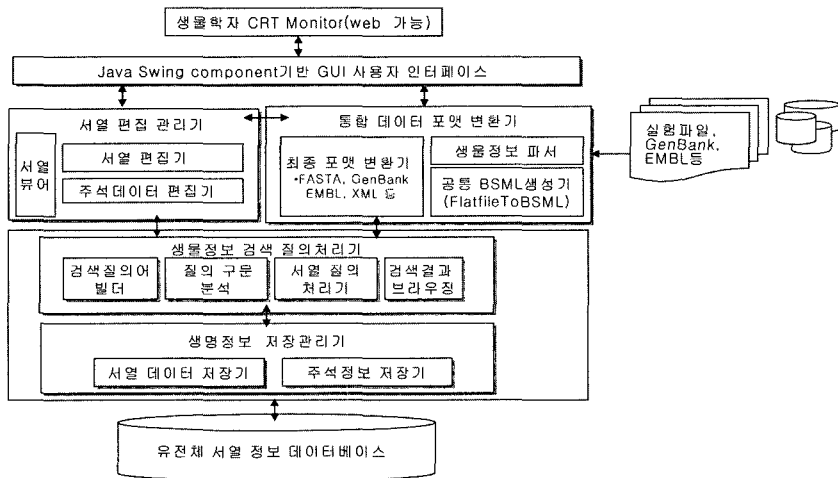 생물학자 CRT Monitor(web 가능)
Java Swing component기반 GUI 사용자 인터페이스
서열 편집 관리기
서열
뷰어
서열 편집기
주석데이터 편집기
통합 데이터 포맷 변환기
최종 포맷 변환기
*FASTA, GenBank
EMBL, XML 등
생물정보 파서
공통 BSML생성기
(FlatfileToBSML)
실험파일,
GenBank,
EMBL등
생물정보 검색 질의처리기
검색질의어
빌더
질의 구문
분석
서열 질의
처리기
검색결과
브라우징
생명정보 저장관리기
서열 데이터 저장기
주석정보 저장기
유전체 서열 정보 데이터베이스